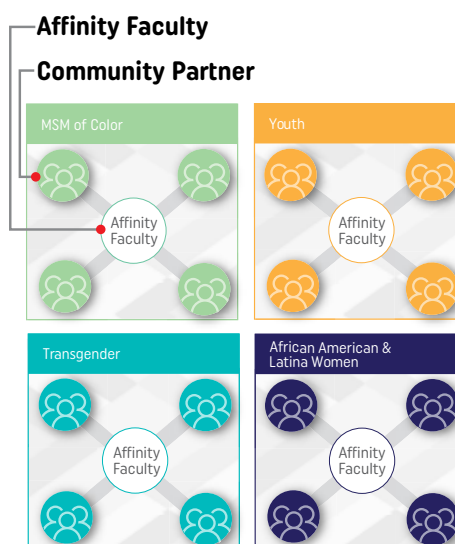 Affinity Faculty
Community Partner
MSM of Color
Affinity
Faculty
Youth
Affinity
Faculty
Transgender
Affinity
Faculty
African American &
Latina Women
Affinity
Faculty